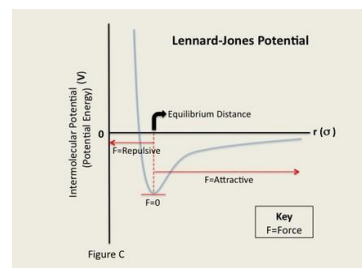 Lennard-Jones Potential
Intermolecular Potential (V)
(Potential Energy)
Equilibrium Distance
0
r (σ)
F=Repulsive
F=Attractive
F=0
Key
F=Force
Figure C